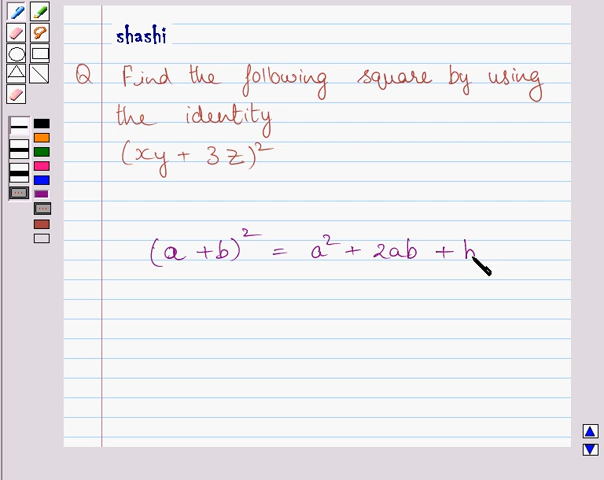 shashi
Q Find the following square by using
the identity
(xy + 3z)²
(a + b)² = a² + 2ab + h